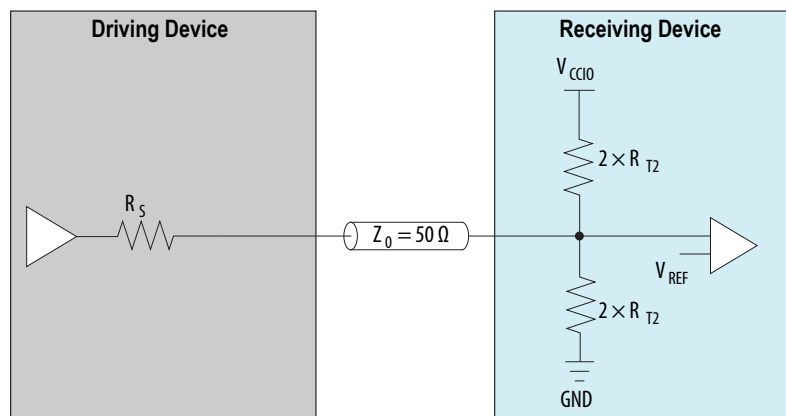 Driving Device
Receiving Device
V CCIO
2 × R T2
R S
Z 0 = 50 Ω
V REF
2 × R T2
GND